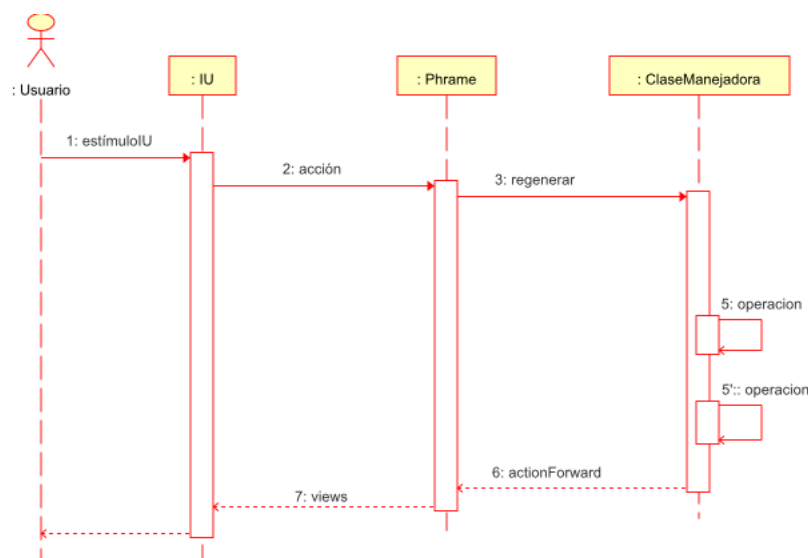 : Usuario
: IU
: Phrame
: ClaseManejadora
1: estímuloIU
2: acción
3: regenerar
5: operacion
5':: operacion
6: actionForward
7: views